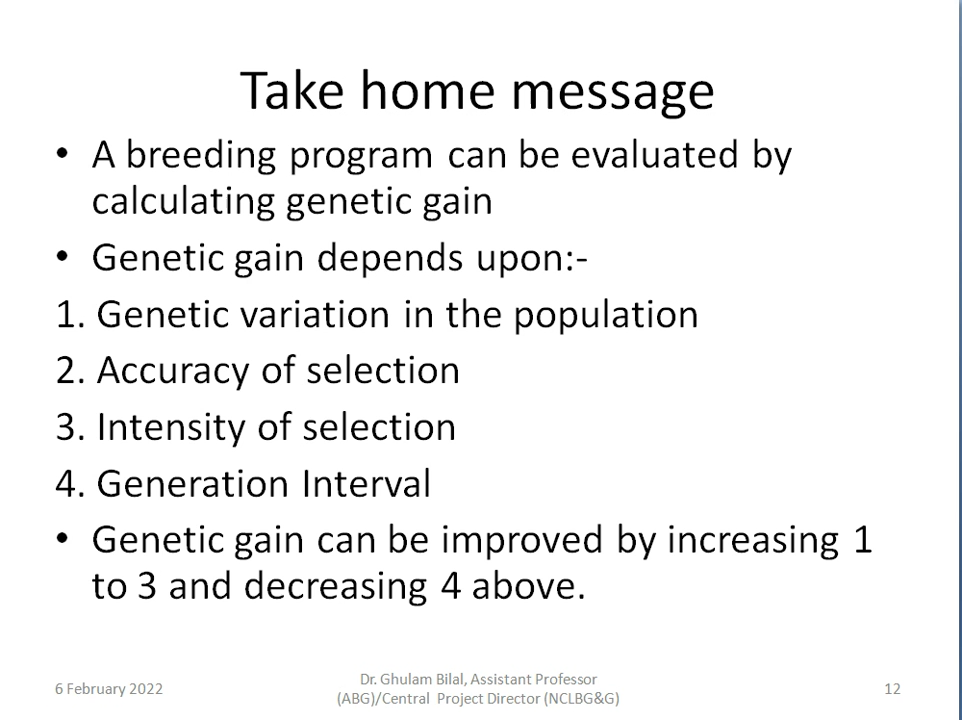 Take home message
• A breeding program can be evaluated by
calculating genetic gain
• Genetic gain depends upon:-
1. Genetic variation in the population
2. Accuracy of selection
3. Intensity of selection
4. Generation Interval
• Genetic gain can be improved by increasing 1
to 3 and decreasing 4 above.
6 February 2022
Dr. Ghulam Bilal, Assistant Professor
(ABG)/Central Project Director (NCLBG&G)
12